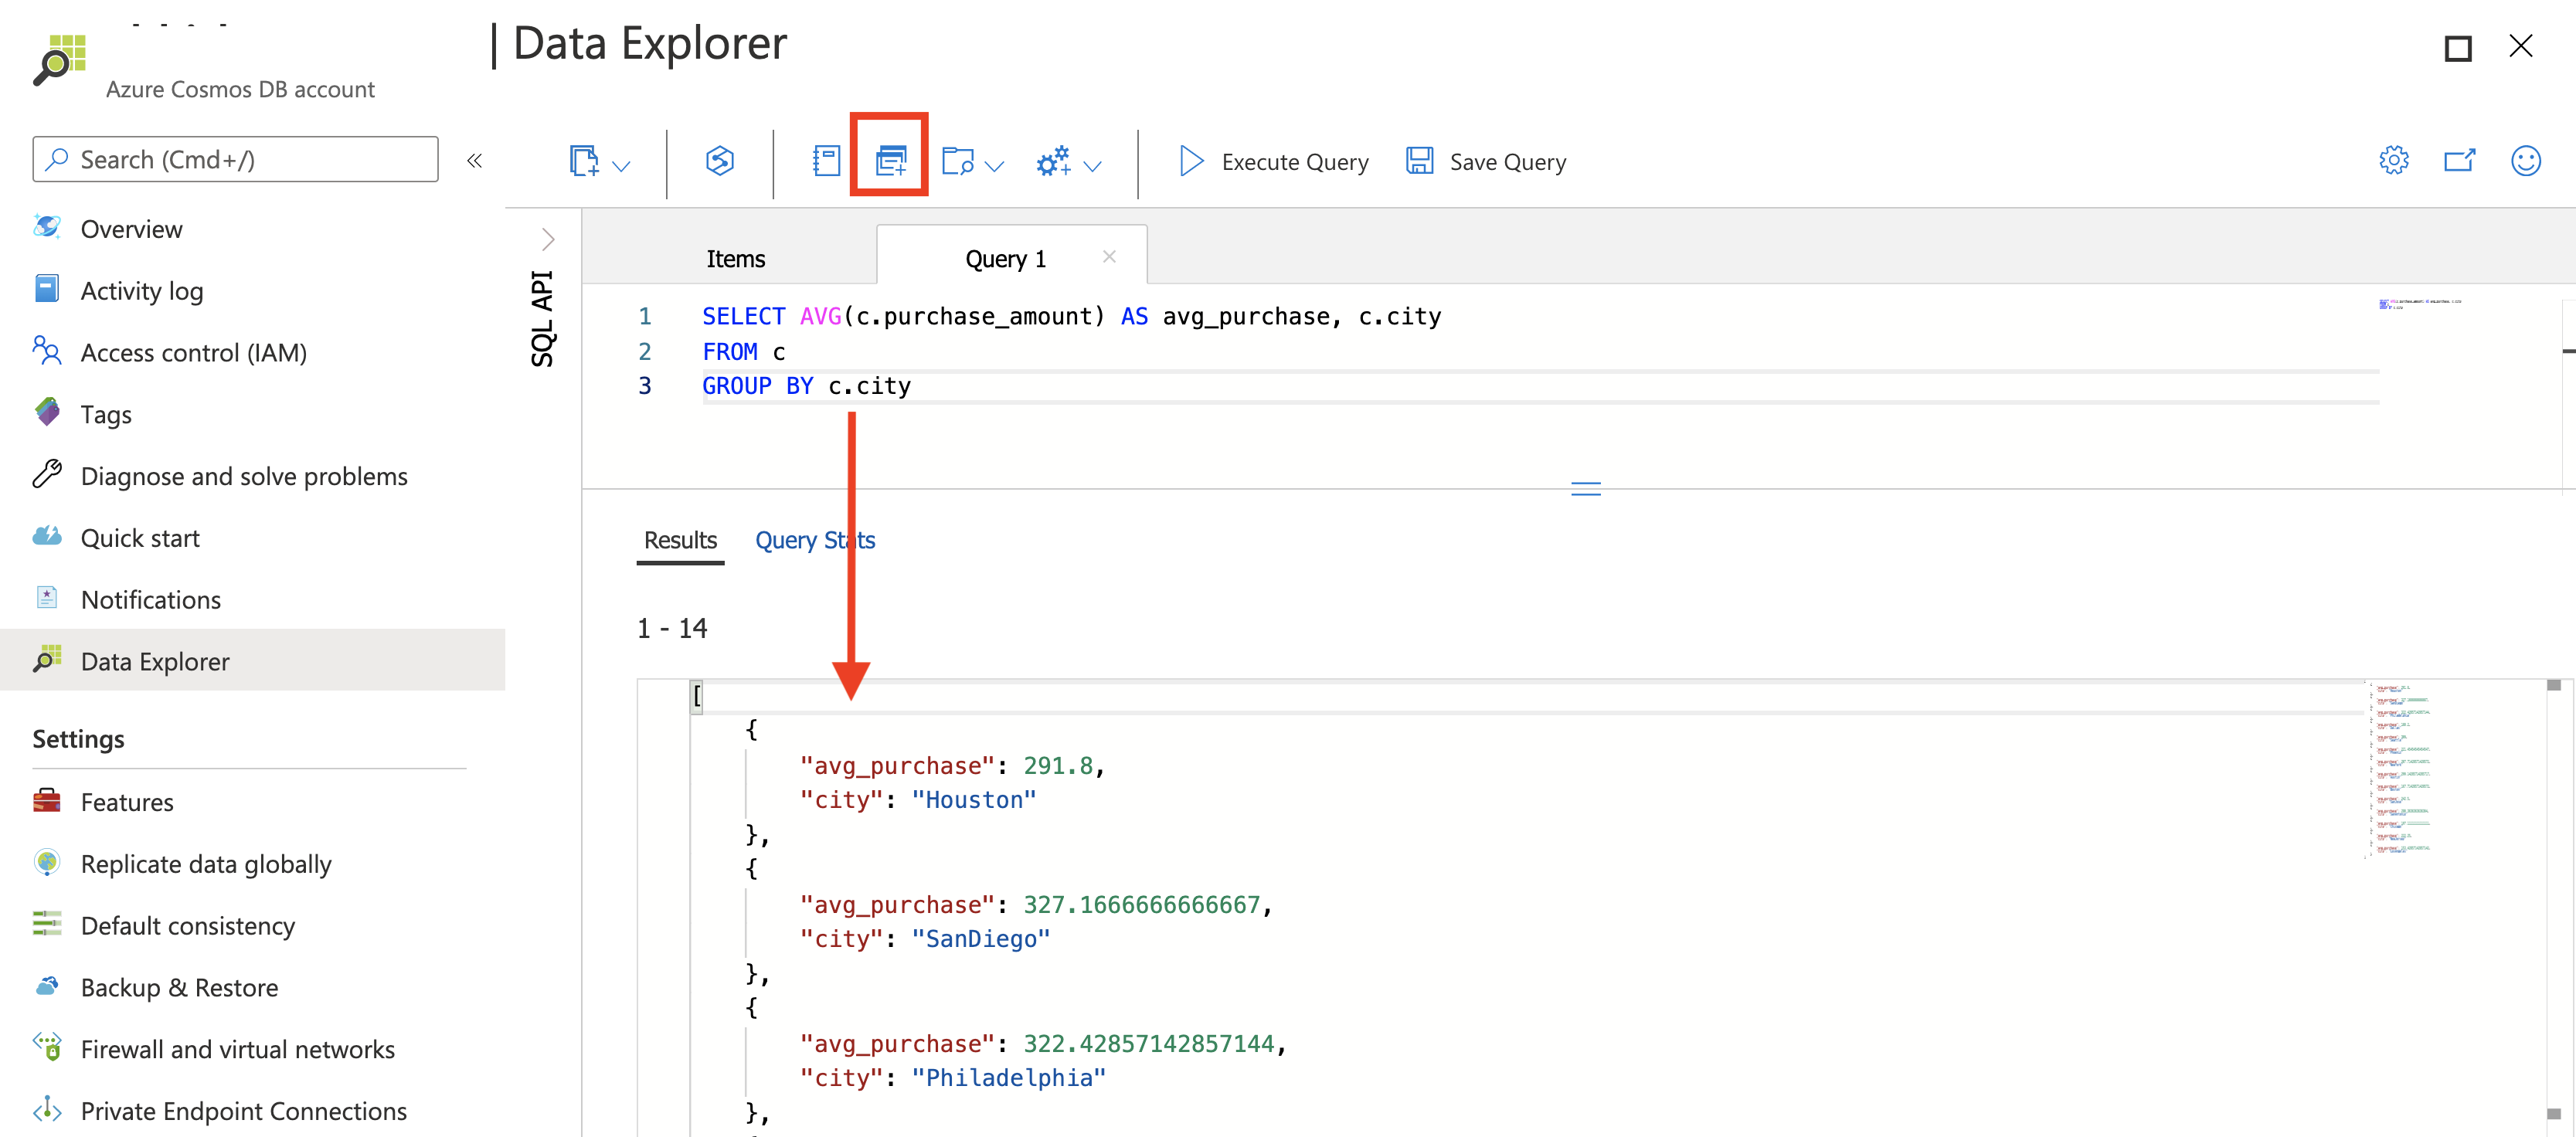 | Data Explorer
Azure Cosmos DB account
Search (Cmd+/)
«
Execute Query
Save Query
Overview
Activity log
Access control (IAM)
Tags
Diagnose and solve problems
Quick start
Notifications
Data Explorer
Settings
Features
Replicate data globally
Default consistency
Backup & Restore
Firewall and virtual networks
Private Endpoint Connections
SQL API
Items
Query 1
1 SELECT AVG(c.purchase_amount) AS avg_purchase, c.city
2 FROM c
3 GROUP BY c.city
Results
Query Stats
1 - 14
[
{
"avg_purchase": 291.8,
"city": "Houston"
},
{
"avg_purchase": 327.1666666666667,
"city": "SanDiego"
},
{
"avg_purchase": 322.42857142857144,
"city": "Philadelphia"
},